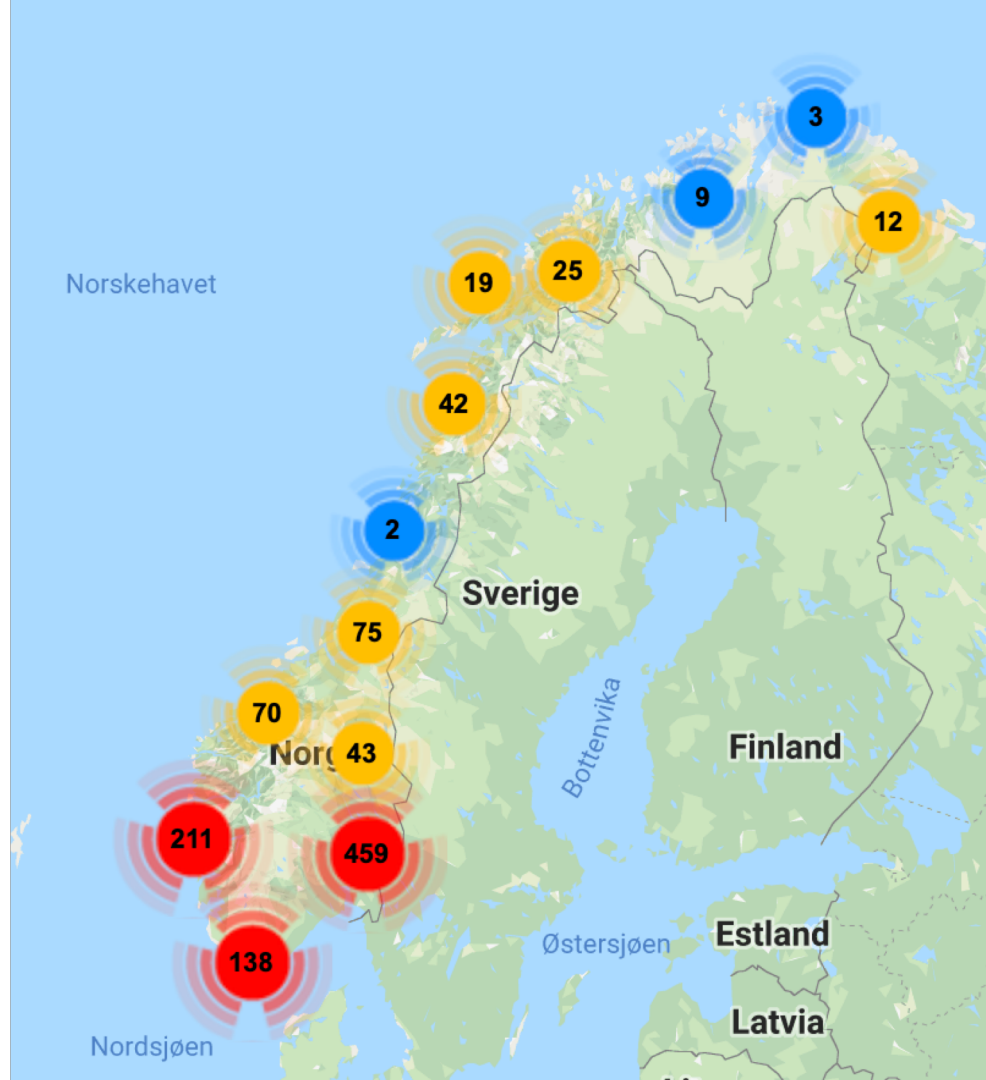 3
9
12
25
19
Norskehavet
42
2
Sverige
75
Bottenvika
70
Norg
43
Finland
211
459
Estland
Østersjøen
138
Latvia
Nordsjøen